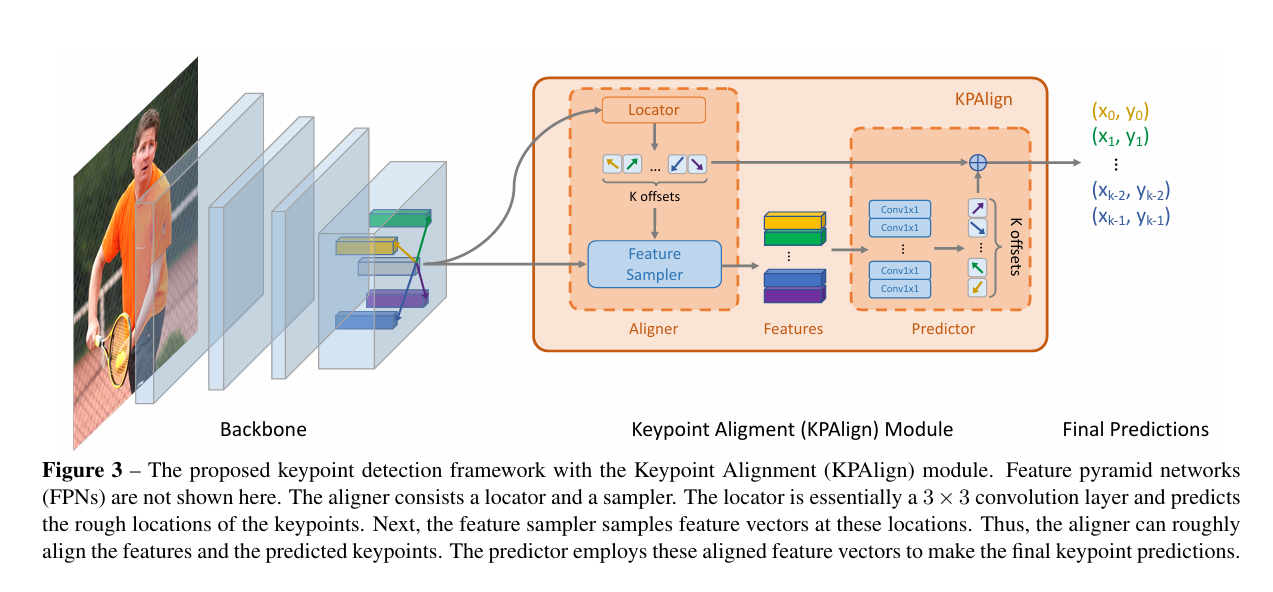 KPAlign
Locator
...
K offsets
Feature
Sampler
Aligner
Features
Conv1x1
Conv1x1
Conv1x1
Conv1x1
K offsets
Predictor
(x0, y0)
(x1, y1)
(xk-2, yk-2)
(xk-1, yk-1)
Backbone
Keypoint Aligment (KPAlign) Module
Final Predictions
Figure 3 – The proposed keypoint detection framework with the Keypoint Alignment (KPAlign) module. Feature pyramid networks
(FPNs) are not shown here. The aligner consists a locator and a sampler. The locator is essentially a 3 × 3 convolution layer and predicts
the rough locations of the keypoints. Next, the feature sampler samples feature vectors at these locations. Thus, the aligner can roughly
align the features and the predicted keypoints. The predictor employs these aligned feature vectors to make the final keypoint predictions.